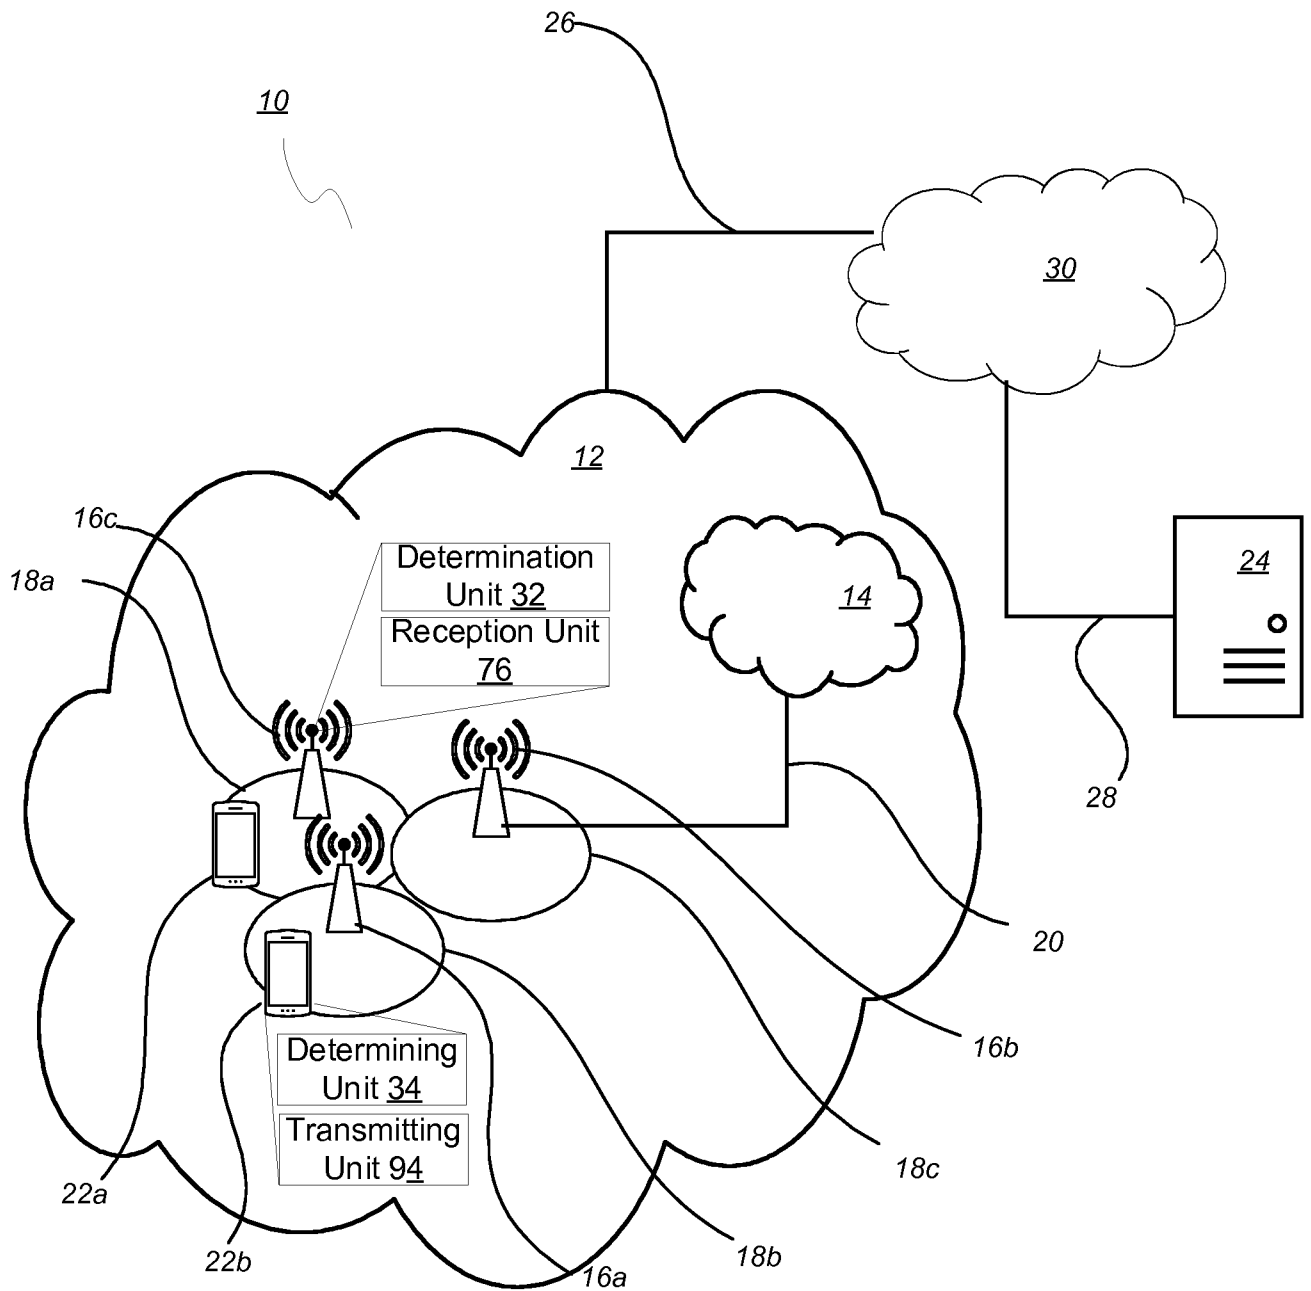 26
10
30
12
16c
18a
Determination
Unit 32
Reception Unit
76
14
24
28
20
16b
Determining
Unit 34
Transmitting
Unit 94
18c
22a
22b
18b
16a